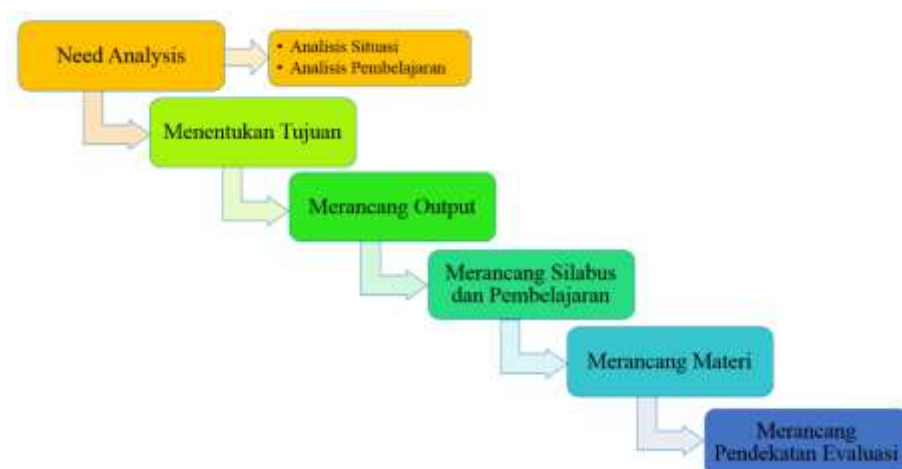 Need Analysis
• Analisis Situasi
• Analisis Pembelajaran
Menentukan Tujuan
Merancang Output
Merancang Silabus
dan Pembelajaran
Merancang Materi
Merancang
Pendekatan Evaluasi